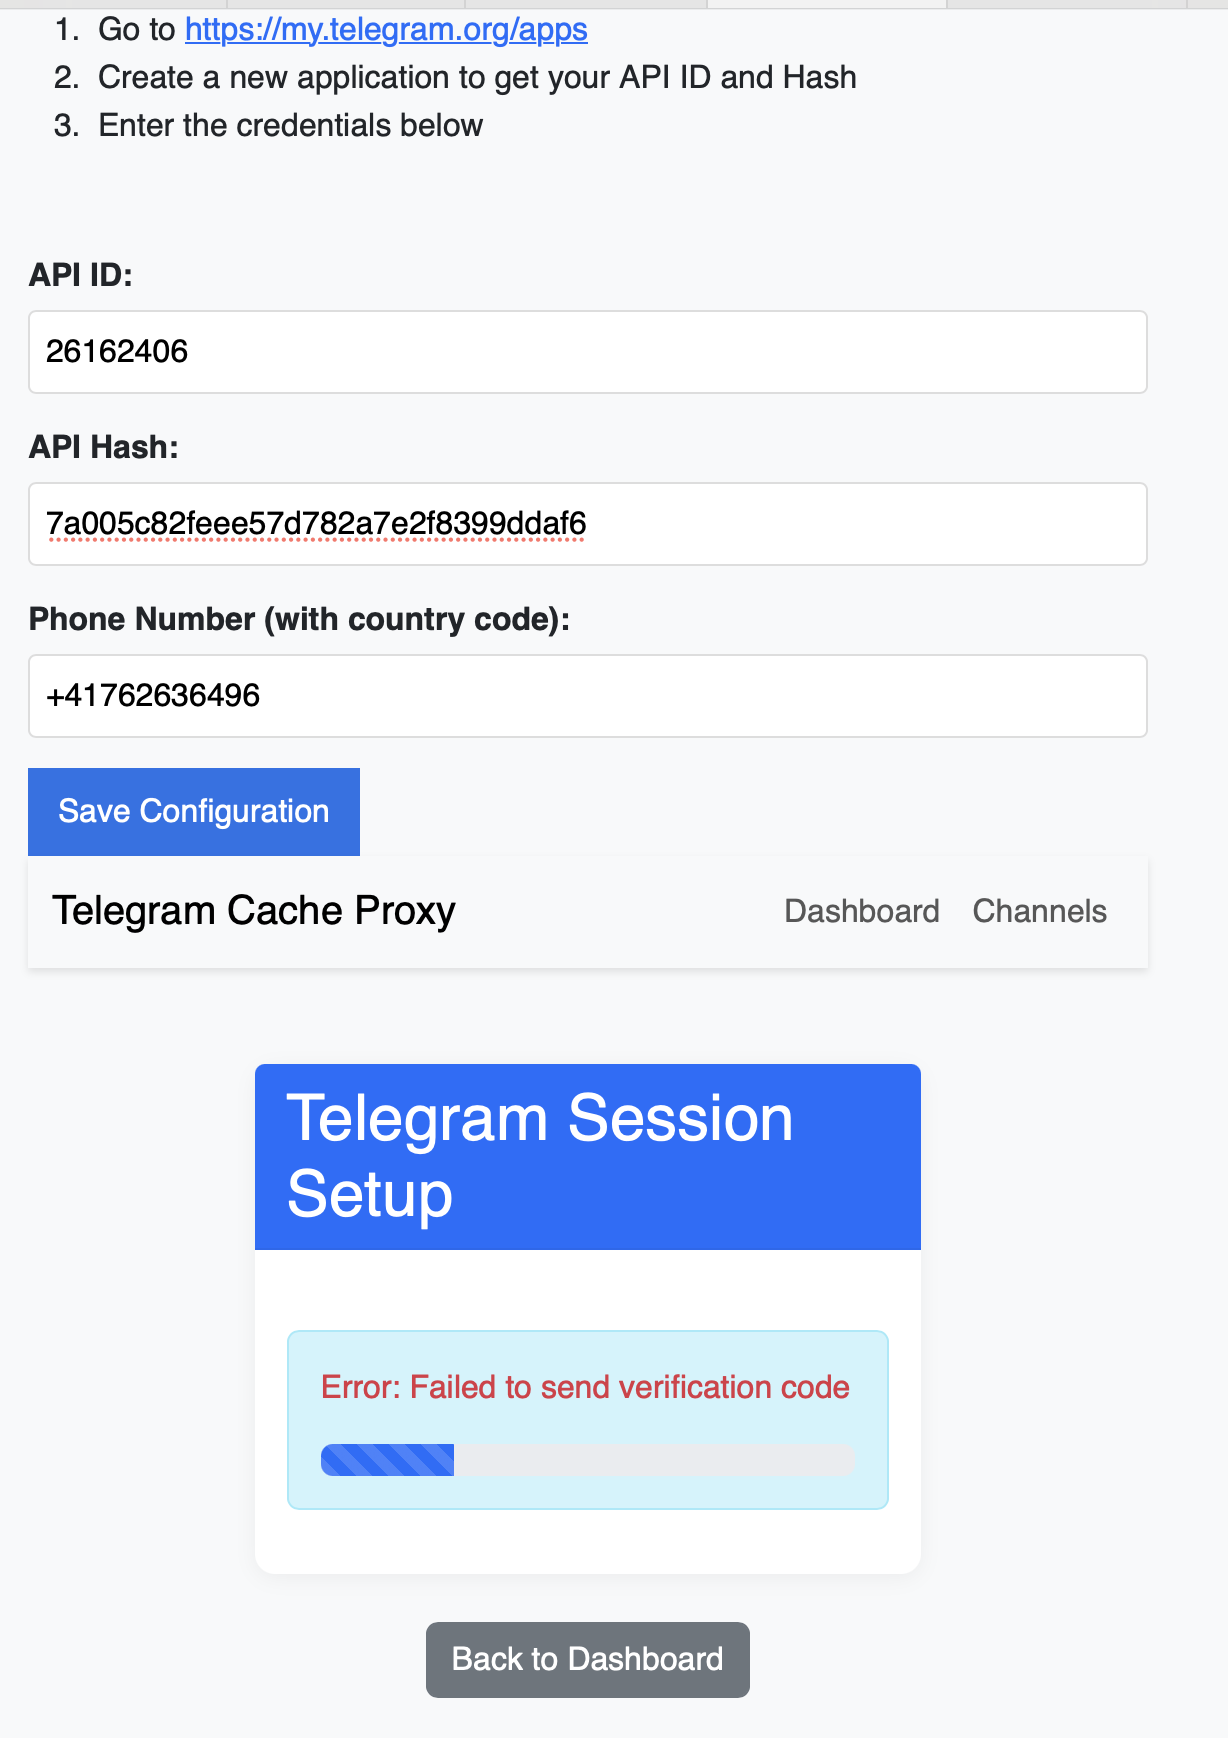 1. Go to https://my.telegram.org/apps
2. Create a new application to get your API ID and Hash
3. Enter the credentials below
API ID:
26162406
API Hash:
7a005c82feee57d782a7e2f8399ddaf6
Phone Number (with country code):
+41762636496
Save Configuration
Telegram Cache Proxy Dashboard Channels
Telegram Session
Setup
Error: Failed to send verification code
Back to Dashboard